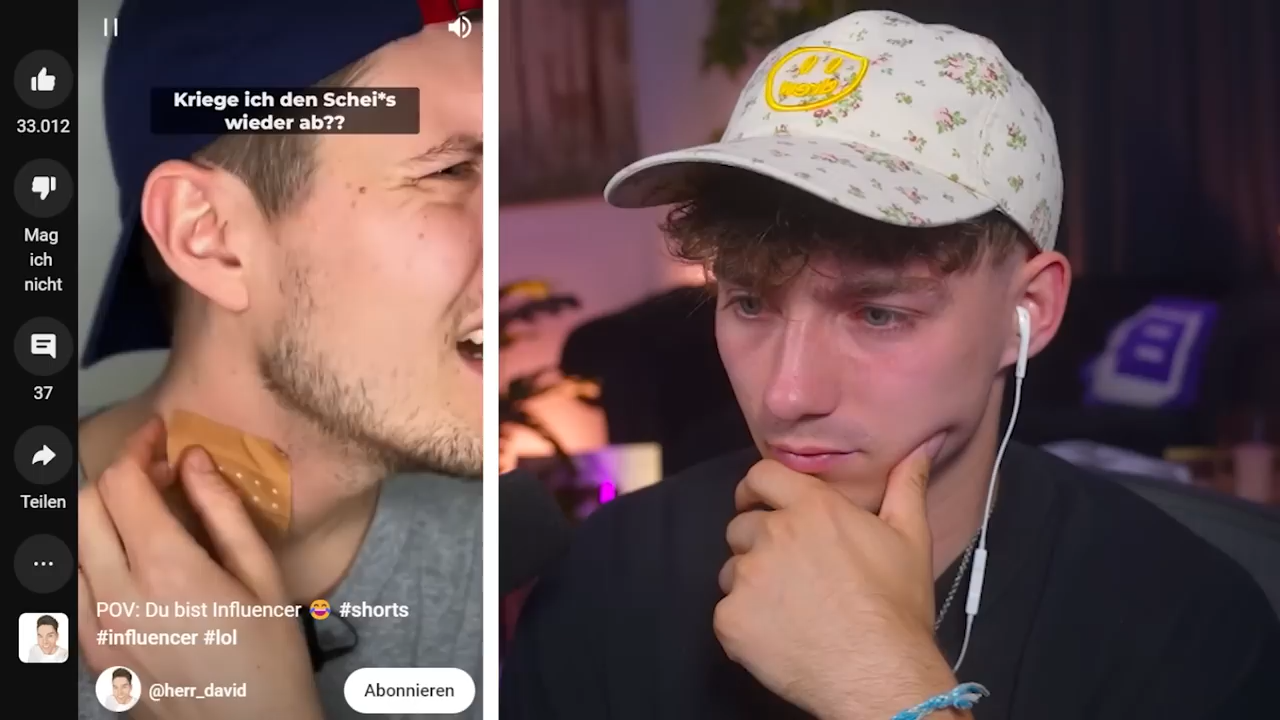 Kriege ich den Schei*s
wieder ab??
33.012
Mag
ich
nicht
37
Teilen
POV: Du bist Influencer 😂 #shorts
#influencer #lol
@herr_david
Abonnieren